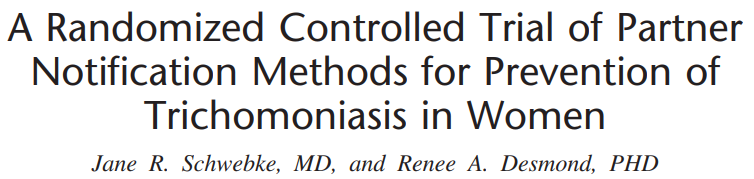 A Randomized Controlled Trial of Partner
Notification Methods for Prevention of
Trichomoniasis in Women
Jane R. Schwebke, MD, and Renee A. Desmond, PHD